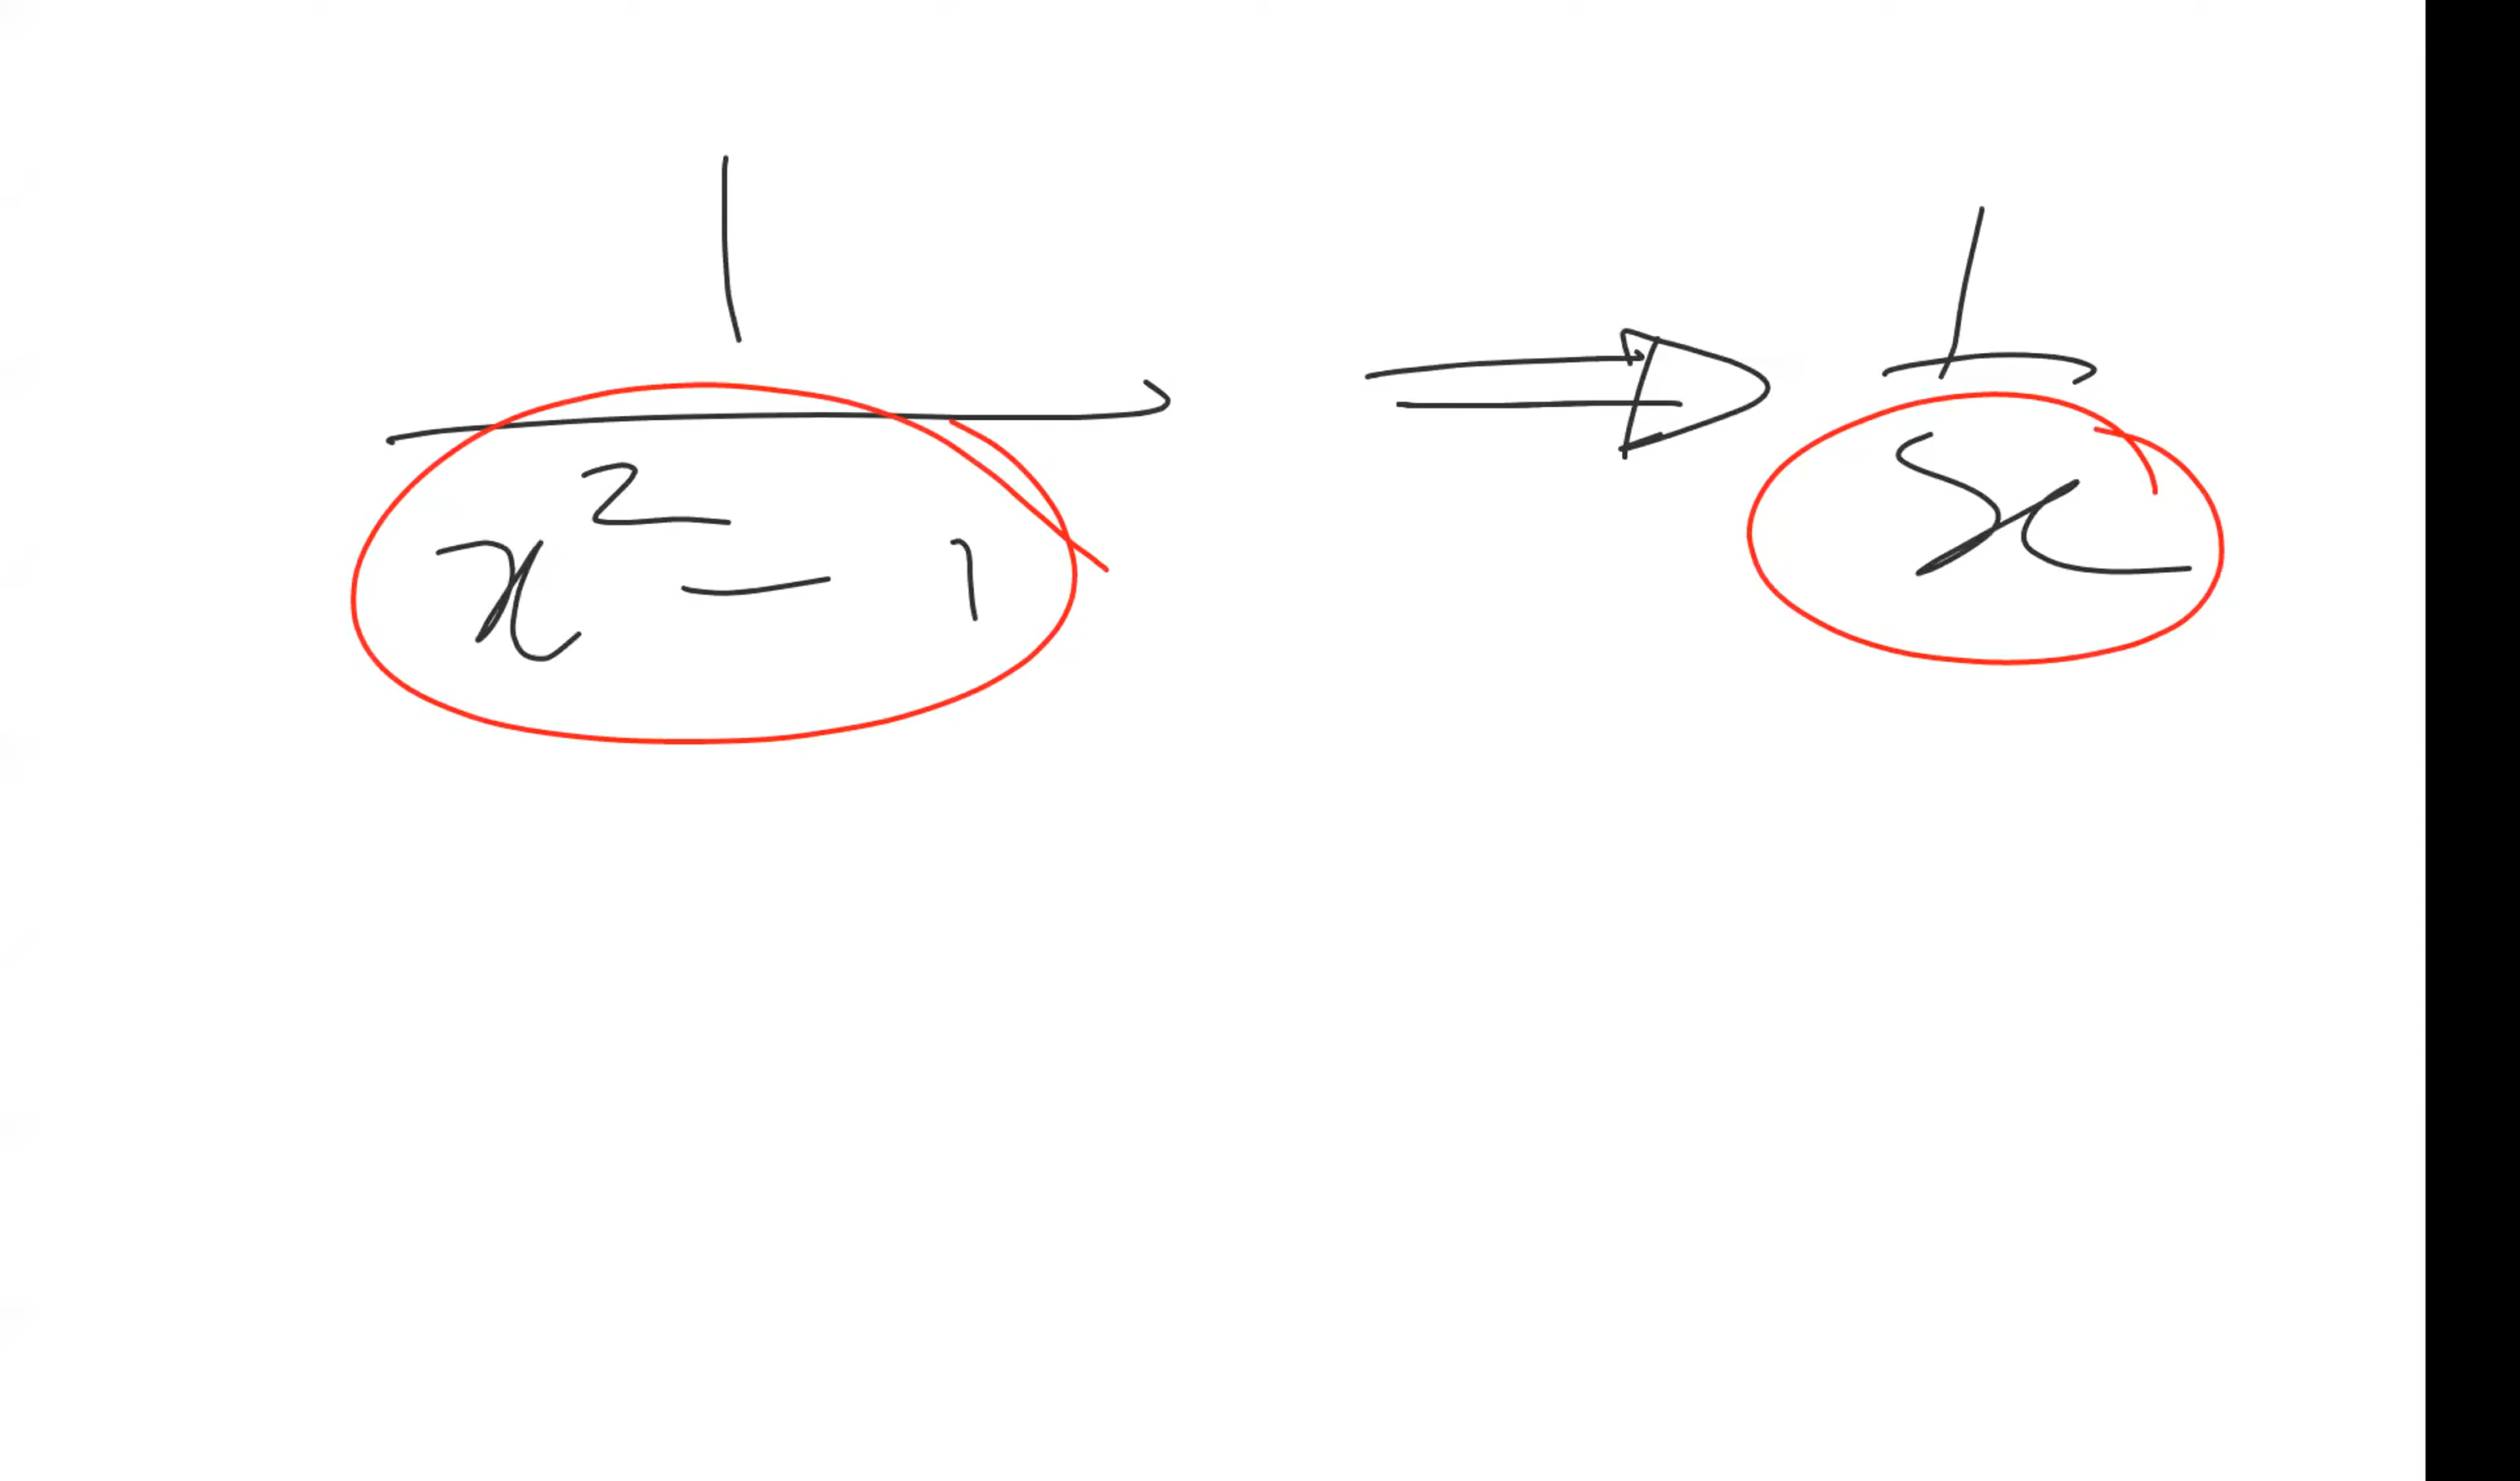 1/(x² - 1) ⇒ 1/x